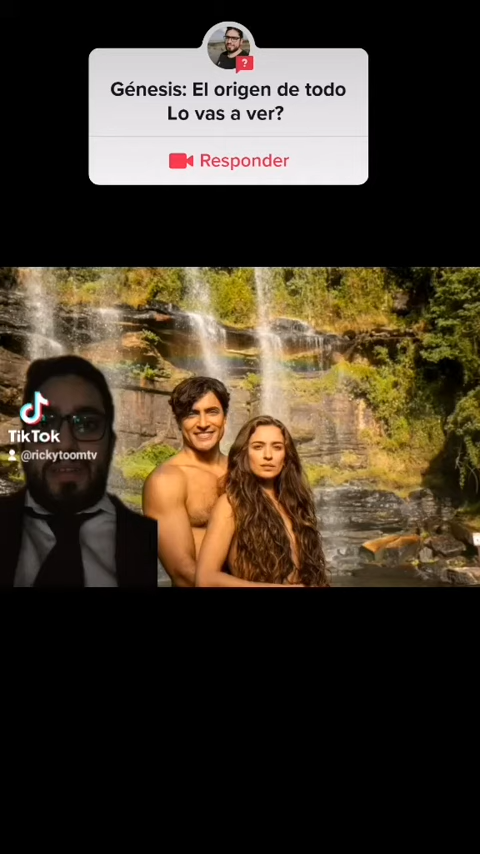 Génesis: El origen de todo
Lo vas a ver?
Responder
TikTok
@rickytoomtv